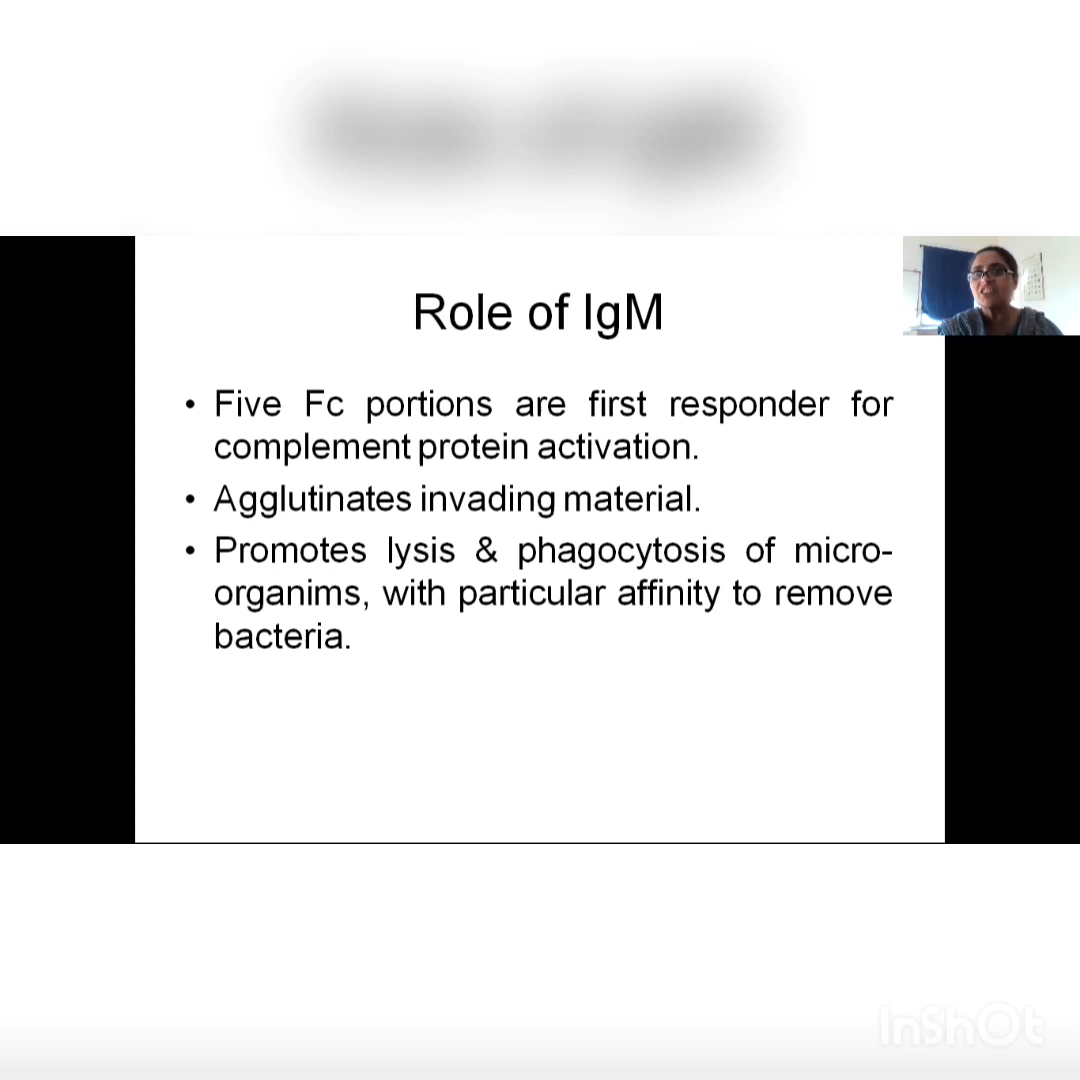 Role of IgM
• Five Fc portions are first responder for
complement protein activation.
• Agglutinates invading material.
• Promotes lysis & phagocytosis of micro-
organims, with particular affinity to remove
bacteria.
InShOt